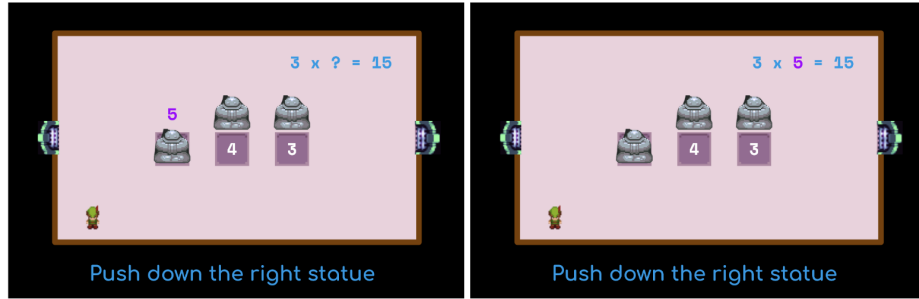 3 x ? = 15
5
4 3
Push down the right statue
3 x 5 = 15
4 3
Push down the right statue